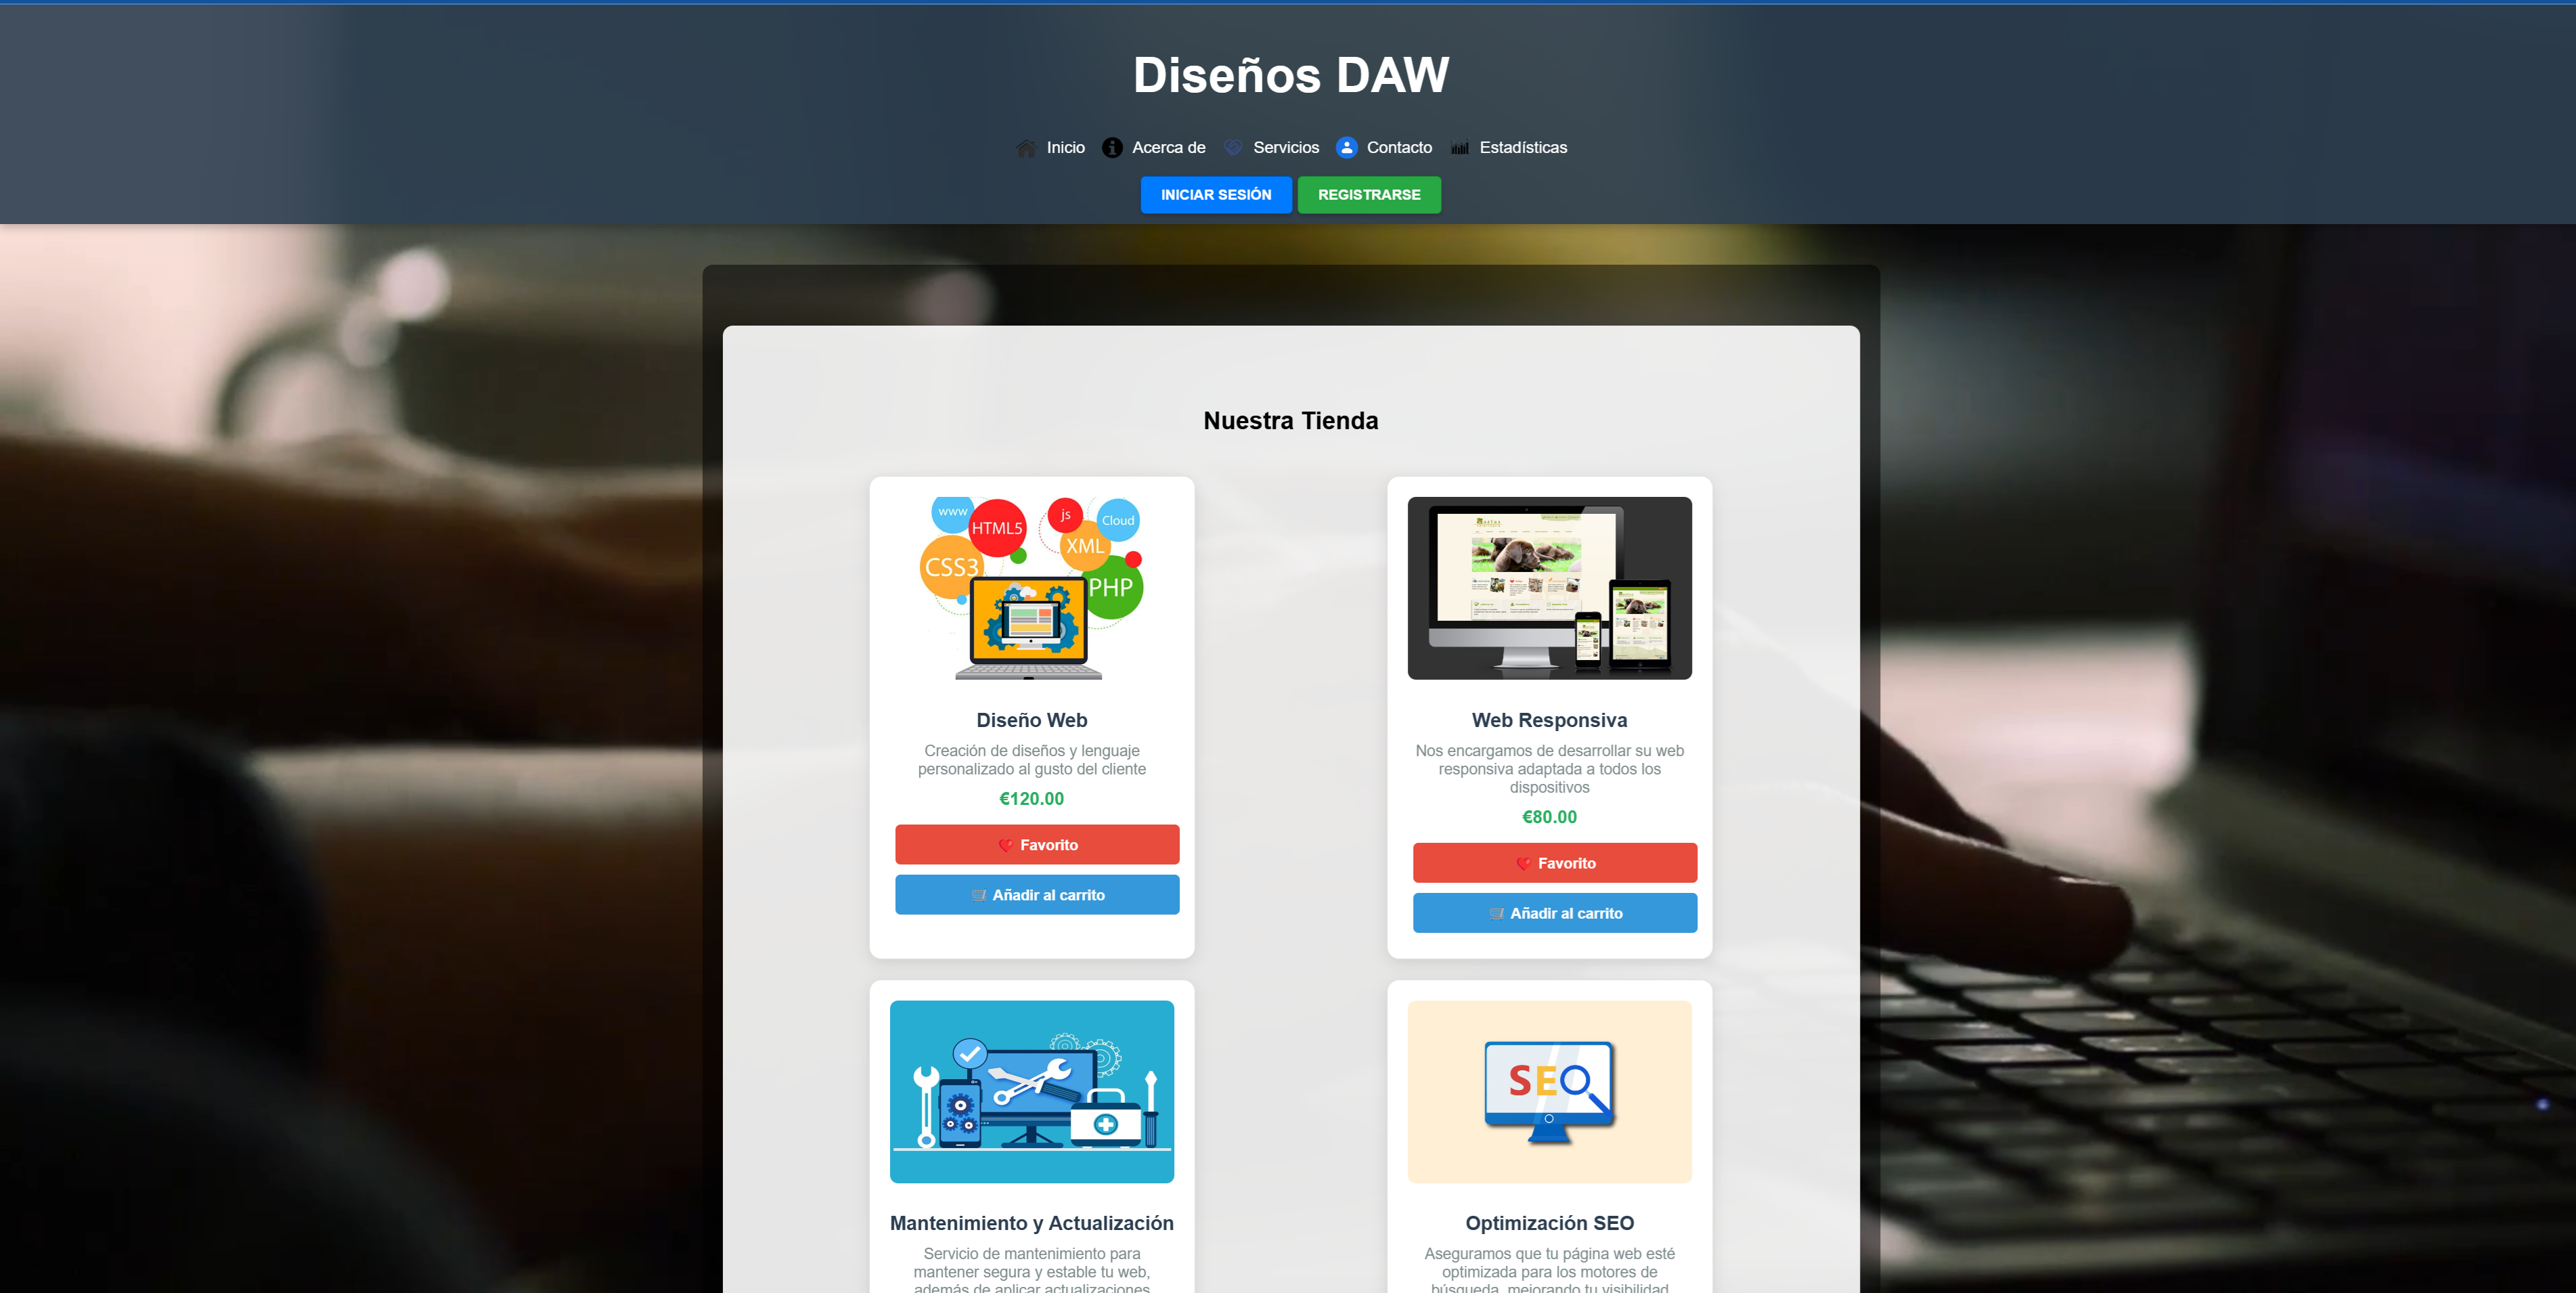 Diseños DAW
Inicio
Acerca de
Servicios
Contacto
Estadísticas
INICIAR SESIÓN
REGISTRARSE
Nuestra Tienda
www
HTML5
CSS3
js
Cloud
XML
PHP
Diseño Web
Creación de diseños y lenguaje
personalizado al gusto del cliente
€120.00
Favorito
Añadir al carrito
Web Responsiva
Nos encargamos de desarrollar su web
responsiva adaptada a todos los
dispositivos
€80.00
Favorito
Añadir al carrito
Mantenimiento y Actualización
Servicio de mantenimiento para
mantener segura y estable tu web,
además de aplicar actualizaciones
SEO
Optimización SEO
Aseguramos que tu página web esté
optimizada para los motores de
búsqueda, mejorando tu visibilidad